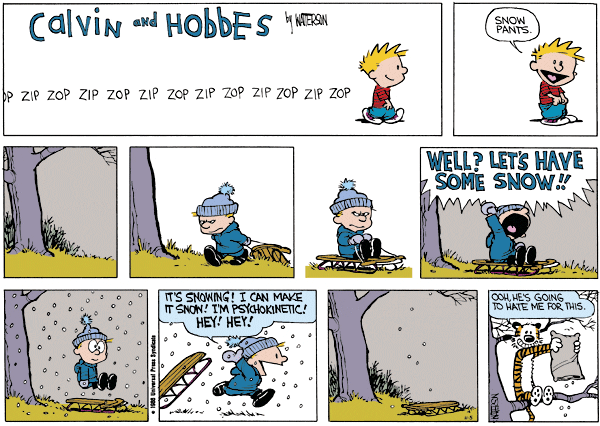 CALVIN AND HOBBES
by WATERSON
OP ZIP ZOP ZIP ZOP ZIP ZOP ZIP ZOP ZIP ZOP ZIP ZOP
SNOW
PANTS.
WELL? LET'S HAVE
SOME SNOW!!
IT'S SNOWING! I CAN MAKE
IT SNOW! I'M PSYCHOKINETIC!
HEY! HEY!
OOH, HE'S GOING
TO HATE ME FOR THIS.